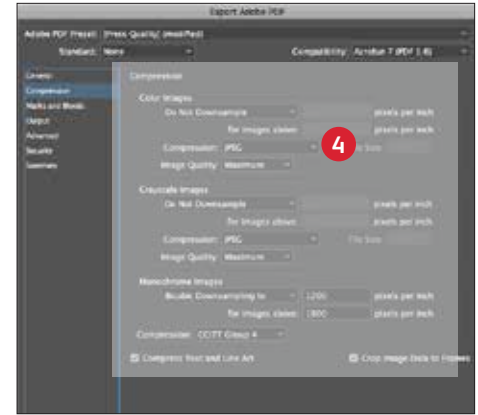 Export Adobe PDF
Adobe PDF Preset: [Press Quality] (modified)
Standard: None Compatibility: Acrobat 7 (PDF 1.6)
General
Compression
Marks and Bleeds
Output
Advanced
Security
Summary
Compression
Color Images
Do Not Downsample pixels per inch
for images above: pixels per inch
Compression: JPEG 4 Tile Size:
Image Quality: Maximum
Grayscale Images
Do Not Downsample pixels per inch
for images above: pixels per inch
Compression: JPEG Tile Size:
Image Quality: Maximum
Monochrome Images
Bicubic Downsampling to 1200 pixels per inch
for images above: 1800 pixels per inch
Compression: CCITT Group 4
Compress Text and Line Art Crop Image Data to Frames